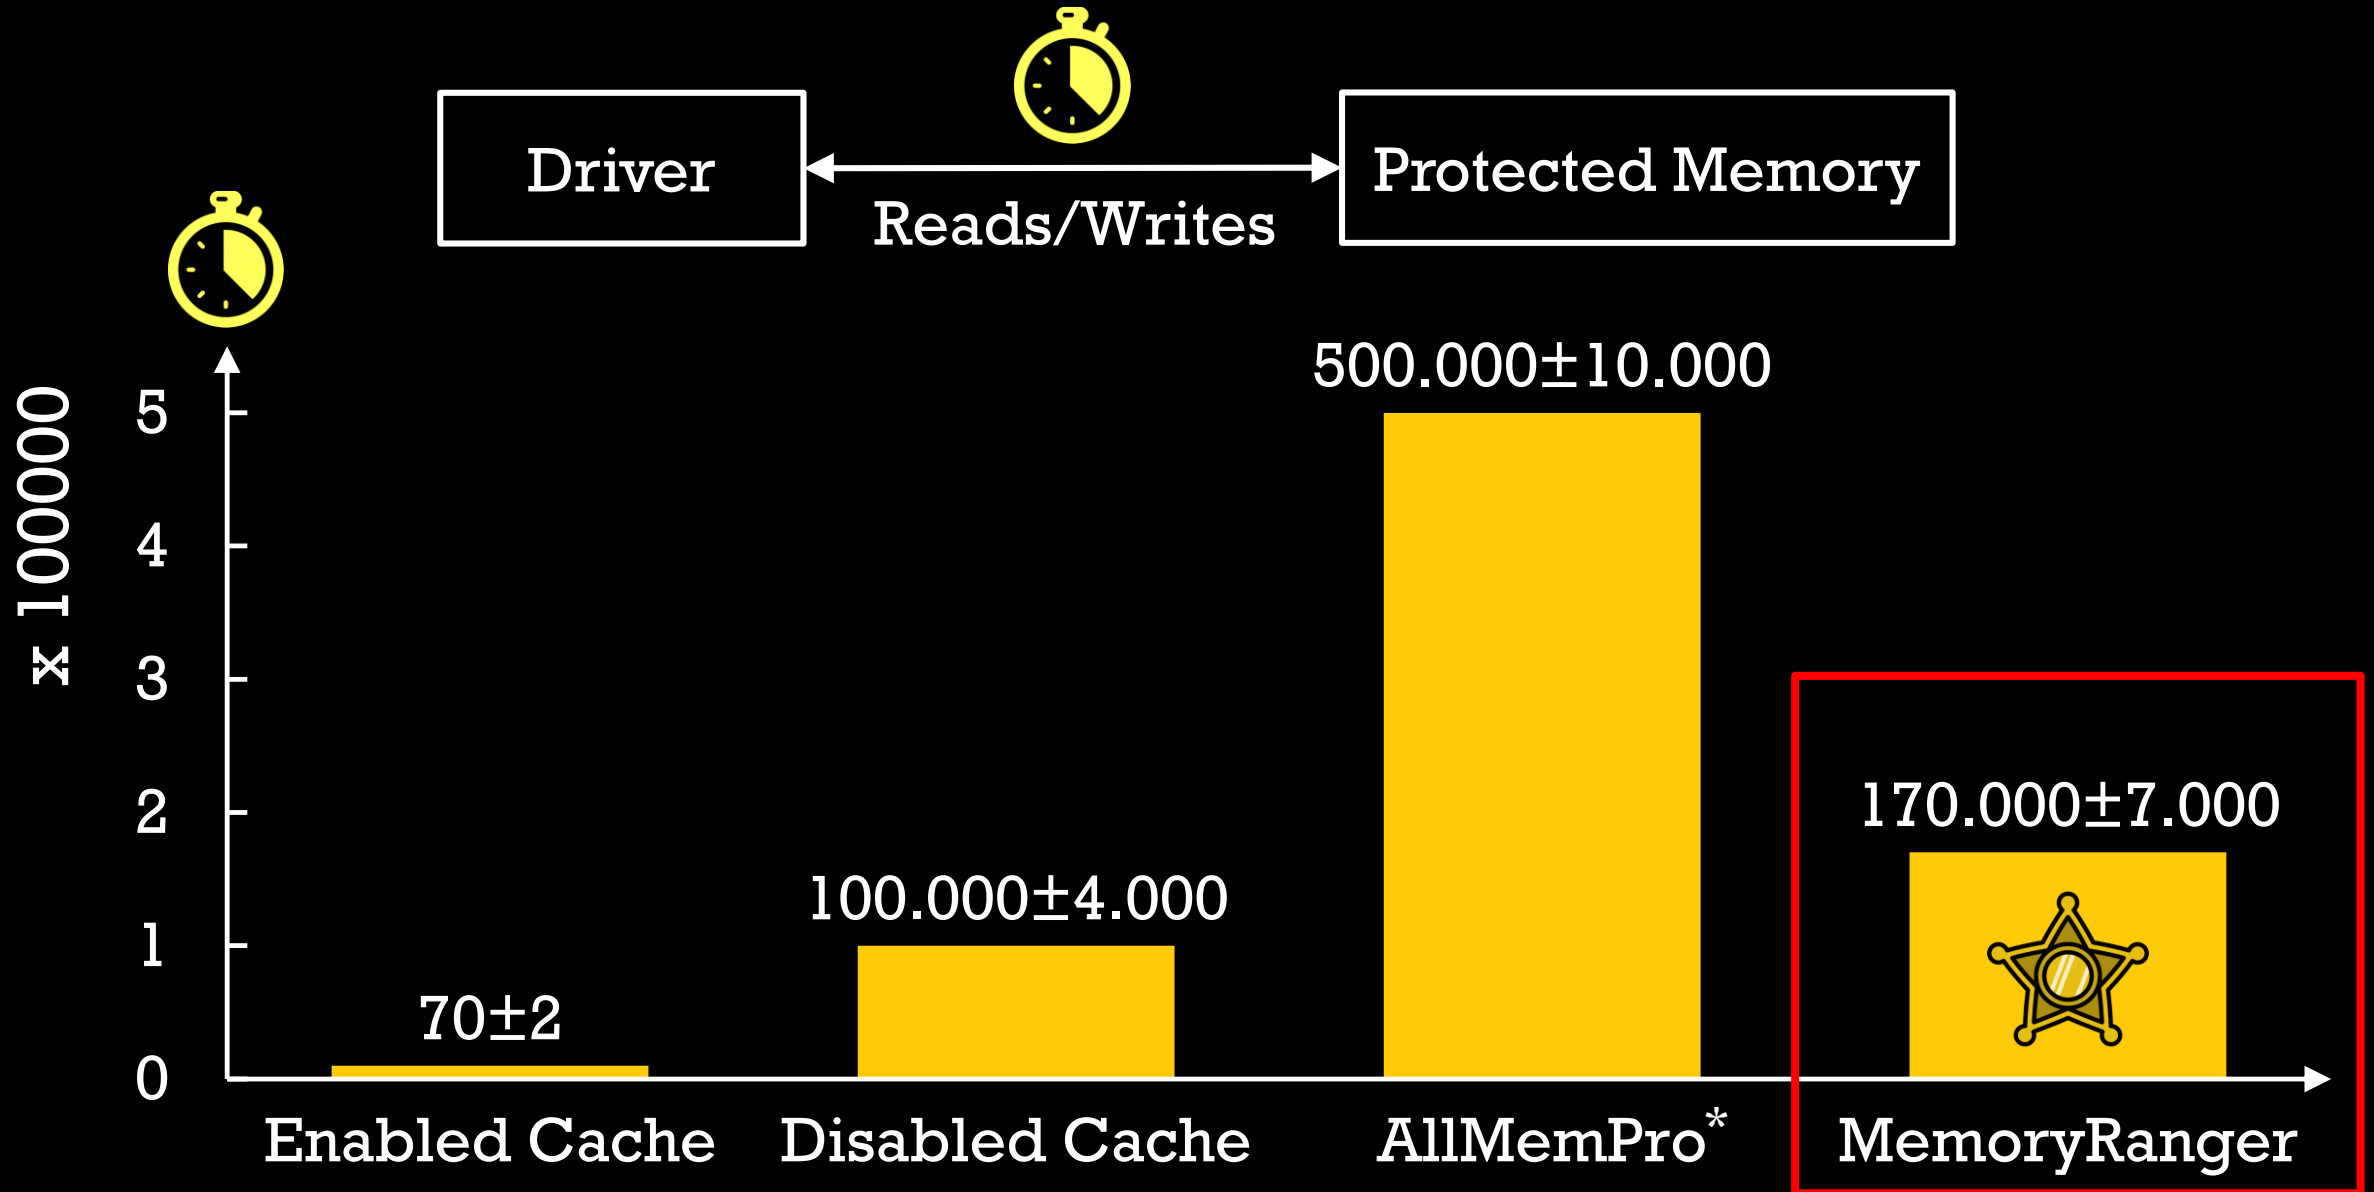 Driver
Reads/Writes
Protected Memory
x 100000
5
4
3
2
1
0
70±2
100.000±4.000
500.000±10.000
170.000±7.000
Enabled Cache
Disabled Cache
AllMemPro*
MemoryRanger